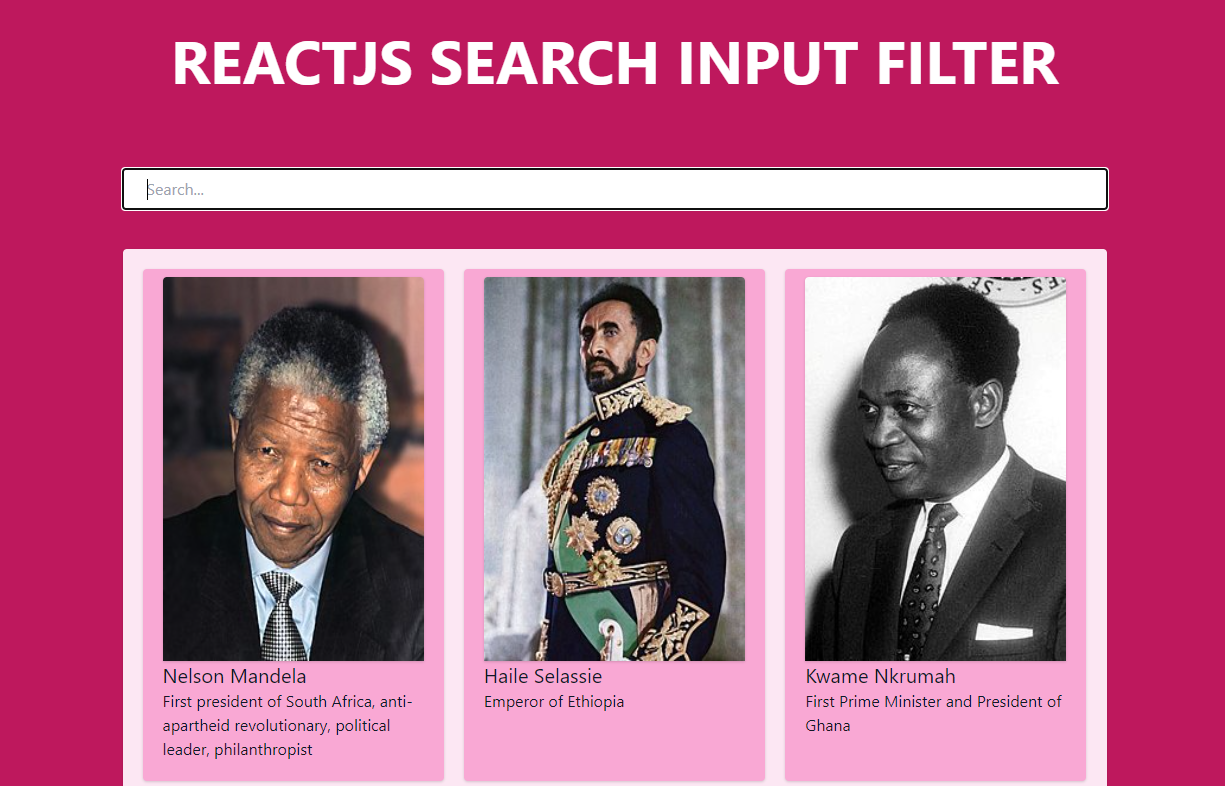 REACTJS SEARCH INPUT FILTER
Search...
Nelson Mandela
First president of South Africa, anti-
apartheid revolutionary, political
leader, philanthropist
Haile Selassie
Emperor of Ethiopia
Kwame Nkrumah
First Prime Minister and President of
Ghana